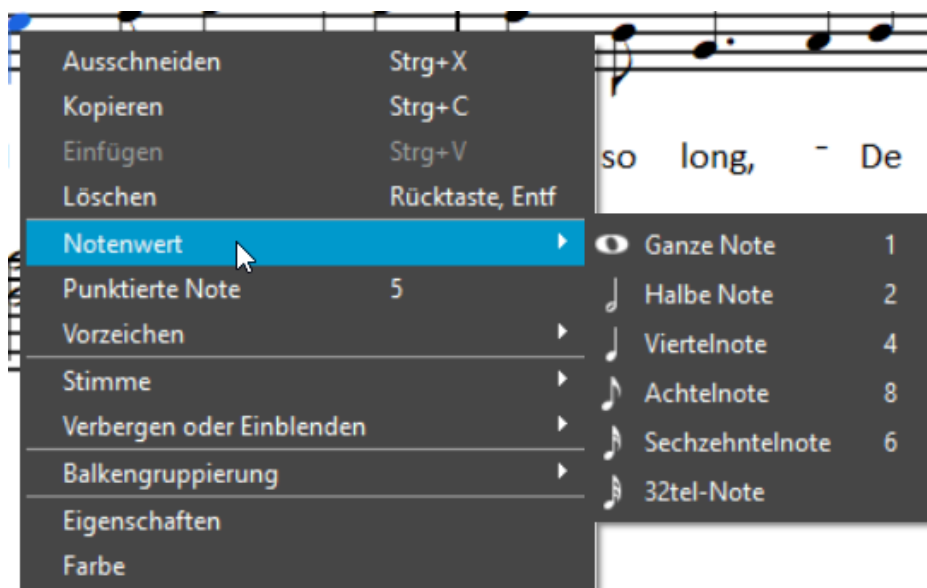 Ausschneiden Strg+X
Kopieren Strg+C
Einfügen Strg+V
Löschen Rücktaste, Entf
Notenwert
Punktierte Note 5
Vorzeichen
Stimme
Verbergen oder Einblenden
Balkengruppierung
Eigenschaften
Farbe
so long, - De
Ganze Note 1
Halbe Note 2
Viertelnote 4
Achtelnote 8
Sechzehntelnote 6
32tel-Note